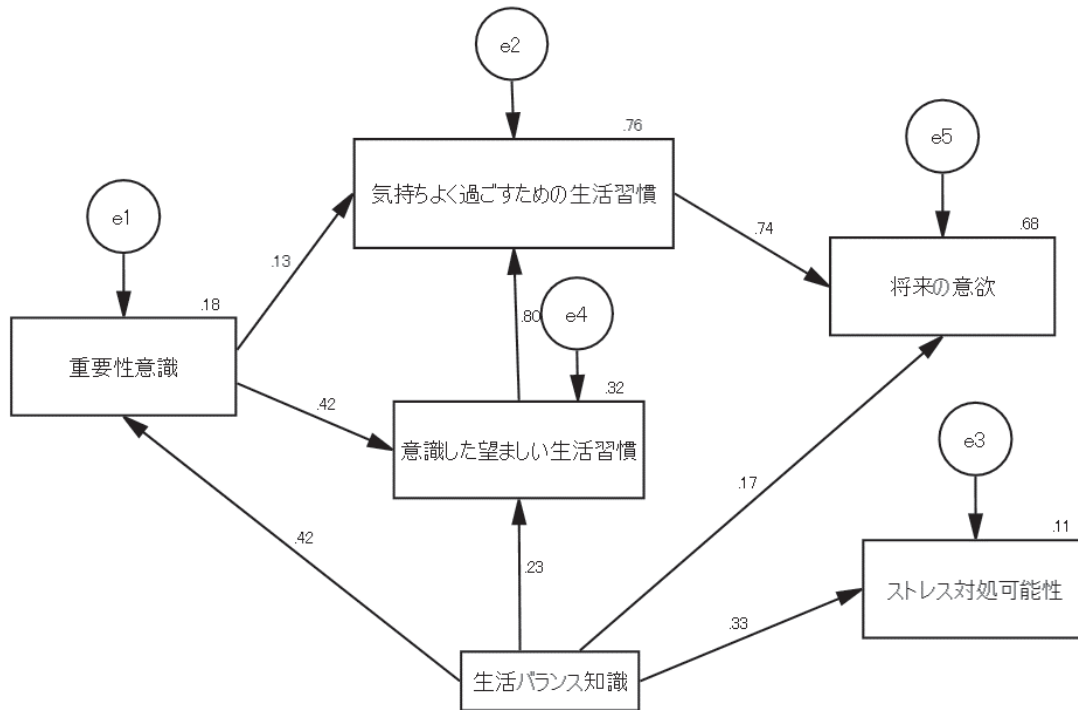 e2
.76
気持ちよく過ごすための生活習慣
e5
.68
将来の意欲
.74
e1
.18
重要性意識
.13
.80
e4
.32
意識した望ましい生活習慣
.42
e3
.11
ストレス対処可能性
.17
.42
.23
.33
生活バランス知識